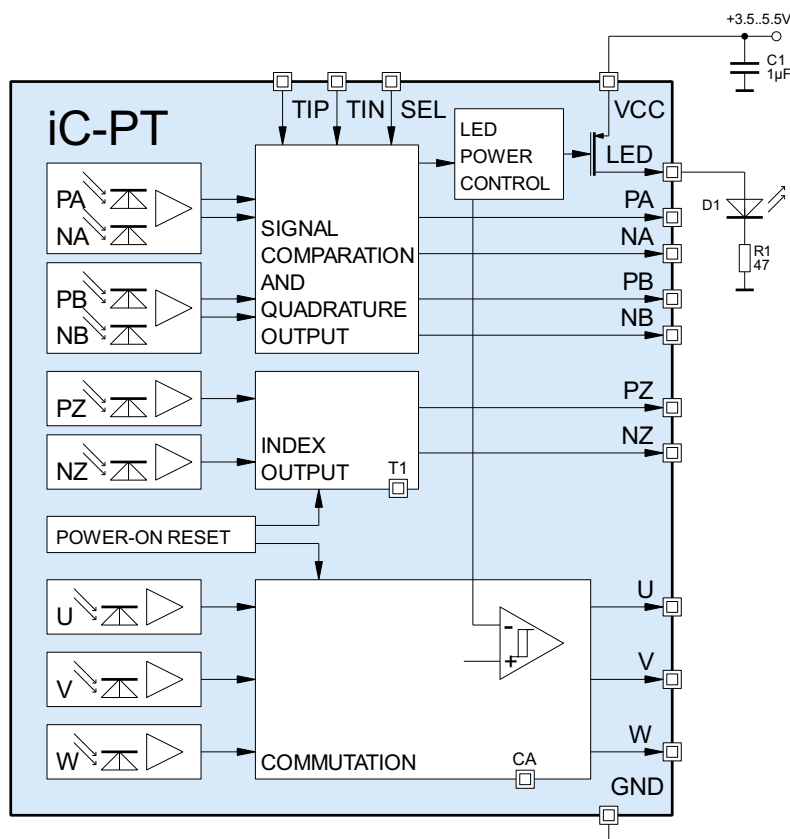 +3.5..5.5V
C1
1µF
TIP TIN SEL
VCC
iC-PT
LED
POWER
CONTROL
LED
D1
R1
47
PA
NA
PB
NB
SIGNAL
COMPARATION
AND
QUADRATURE
OUTPUT
PA
NA
PB
NB
PZ
NZ
INDEX
OUTPUT
T1
PZ
NZ
POWER-ON RESET
U
V
W
-
+
COMMUTATION
CA
U
V
W
GND